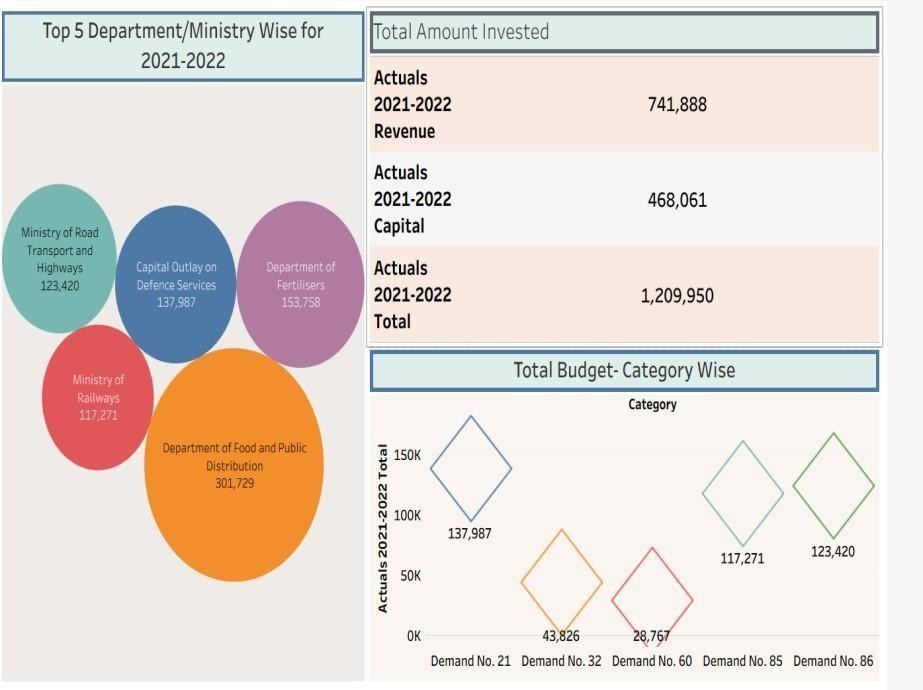 Top 5 Department/Ministry Wise for
2021-2022
Ministry of Road
Transport and
Highways
123,420
Capital Outlay on
Defence Services
137,987
Department of
Fertilisers
153,758
Ministry of
Railways
117,271
Department of Food and Public
Distribution
301,729
Total Amount Invested
Actuals
2021-2022
Revenue
741,888
Actuals
2021-2022
Capital
468,061
Actuals
2021-2022
Total
1,209,950
Total Budget- Category Wise
Category
Actuals 2021-2022 Total
150K
100K
50K
0K
137,987
43,826
28,767
117,271
123,420
Demand No. 21 Demand No. 32 Demand No. 60 Demand No. 85 Demand No. 86